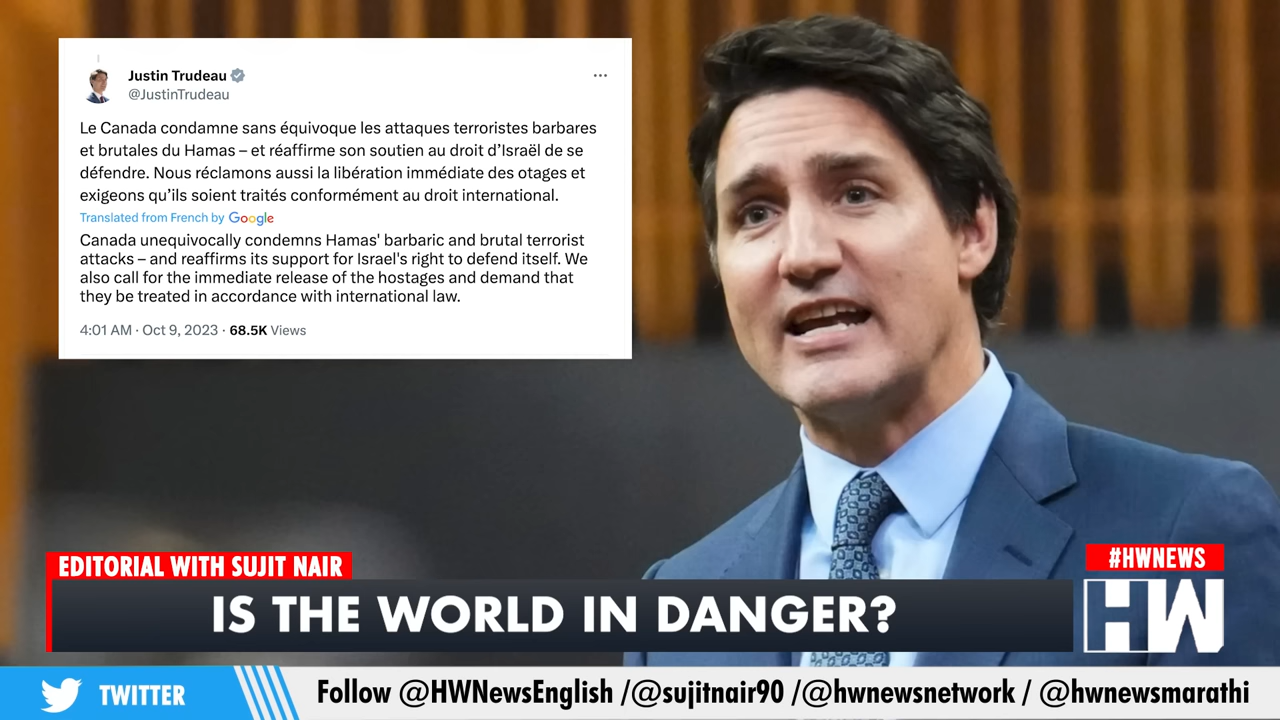 Justin Trudeau
@JustinTrudeau
Le Canada condamne sans équivoque les attaques terroristes barbares
et brutales du Hamas – et réaffirme son soutien au droit d'Israël de se
défendre. Nous réclamons aussi la libération immédiate des otages et
exigeons qu'ils soient traités conformément au droit international.
Translated from French by Google
Canada unequivocally condemns Hamas' barbaric and brutal terrorist
attacks – and reaffirms its support for Israel's right to defend itself. We
also call for the immediate release of the hostages and demand that
they be treated in accordance with international law.
4:01 AM · Oct 9, 2023 · 68.5K Views
EDITORIAL WITH SUJIT NAIR
IS THE WORLD IN DANGER?
#HWNEWS
HW
TWITTER
Follow @HWNewsEnglish /@sujitnair90 /@hwnewsnetwork / @hwnewsmarathi